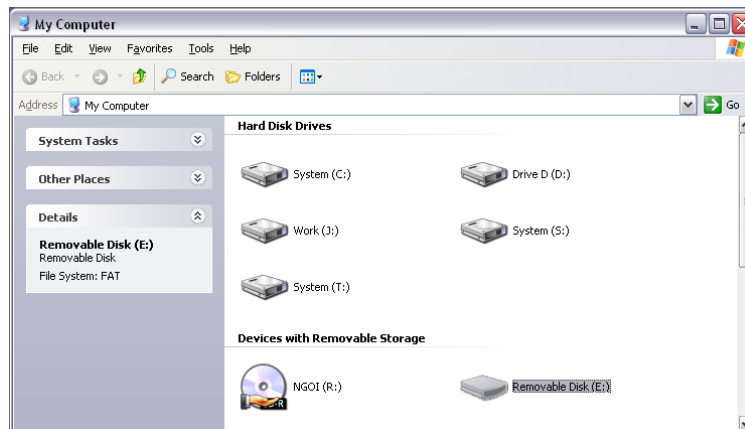 My Computer
File Edit View Favorites Tools Help
Back Search Folders
Address My Computer Go
System Tasks
Other Places
Details
Removable Disk (E:)
Removable Disk
File System: FAT
Hard Disk Drives
System (C:) Drive D (D:)
Work (J:) System (S:)
System (T:)
Devices with Removable Storage
NGOI (R:) Removable Disk (E:)